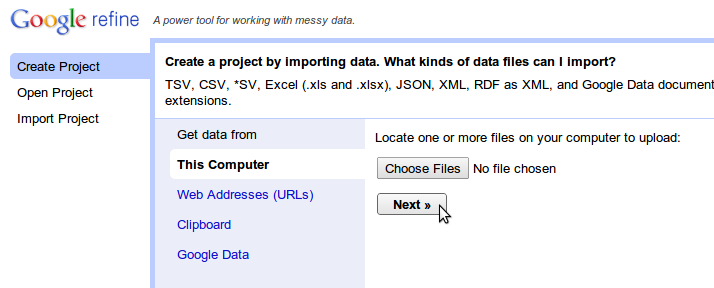 Google refine A power tool for working with messy data.
Create Project
Open Project
Import Project
Create a project by importing data. What kinds of data files can I import?
TSV, CSV, *SV, Excel (.xls and .xlsx), JSON, XML, RDF as XML, and Google Data document
extensions.
Get data from
This Computer
Web Addresses (URLs)
Clipboard
Google Data
Locate one or more files on your computer to upload:
Choose Files No file chosen
Next »